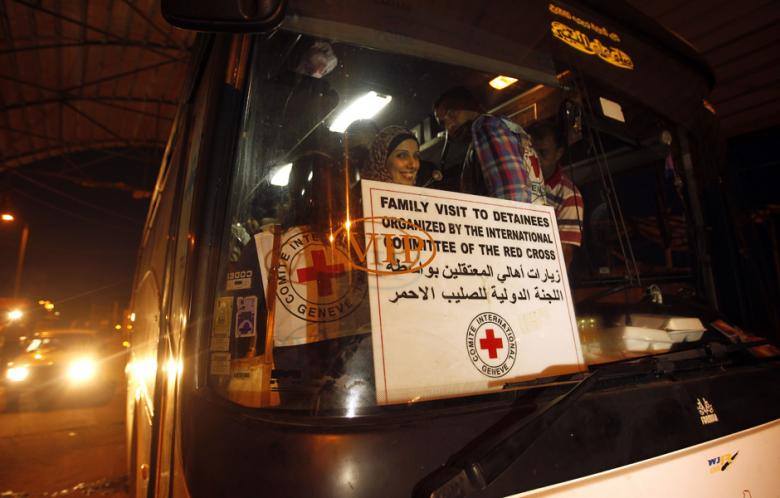 FAMILY VISIT TO DETAINEES
ORGANIZED BY THE INTERNATIONAL
COMMITTEE OF THE RED CROSS
زيارات أهالي المعتقلين بواسطة
اللجنة الدولية للصليب الاحمر
COMITE INTERNATIONAL GENEVE
COMITE INTERNATIONAL
GENEVE
VIP